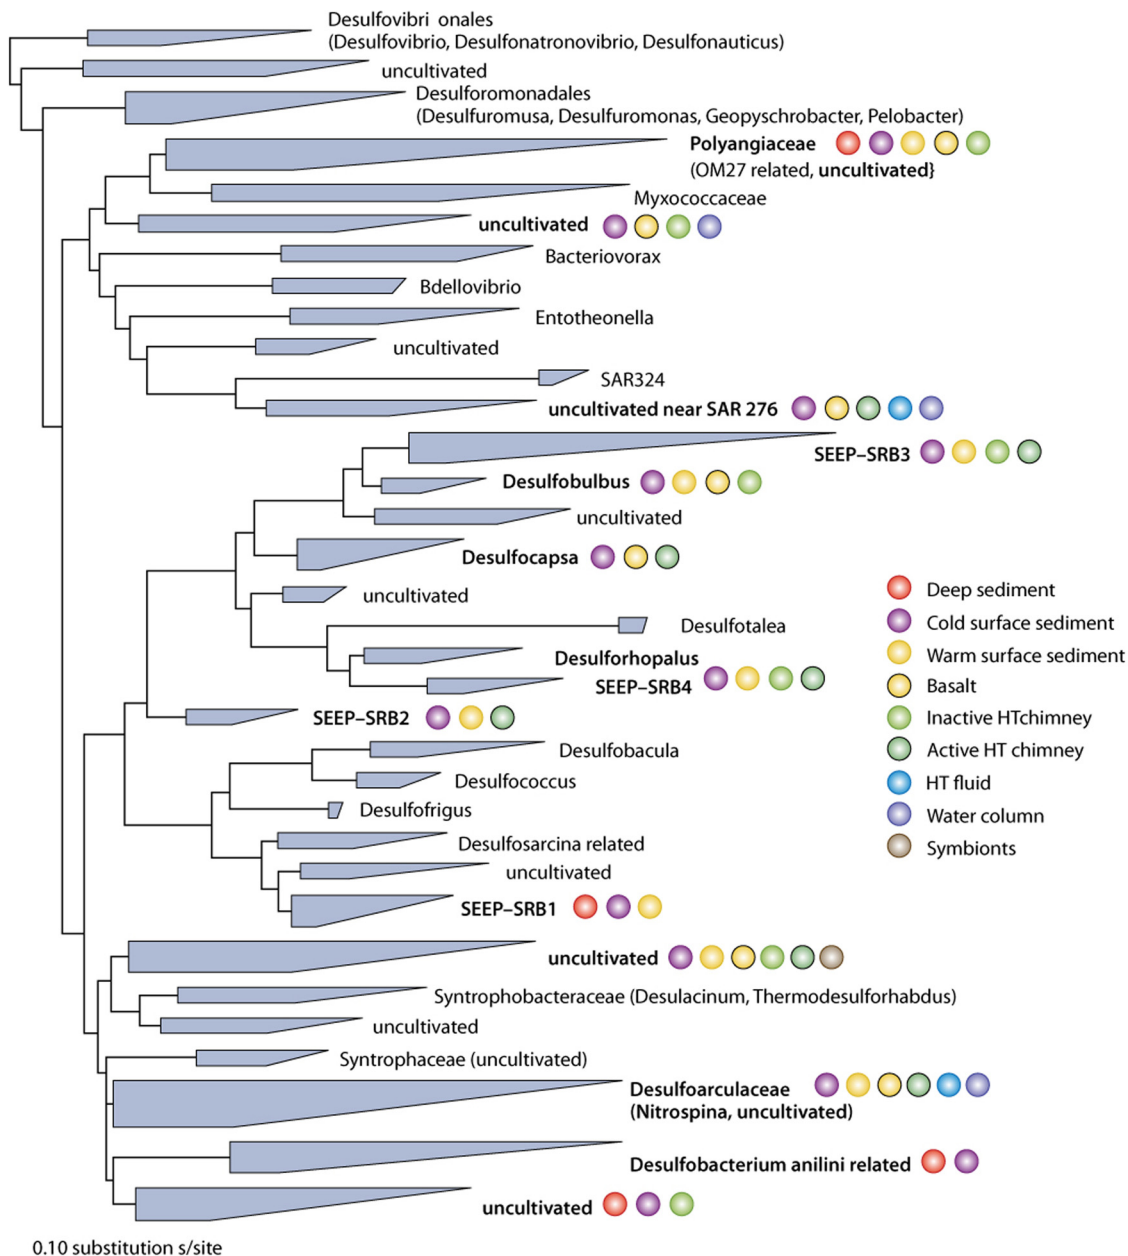 Desulfovibri onales
(Desulfovibrio, Desulfonatronovibrio, Desulfonauticus)
uncultivated
Desulforomonadales
(Desulfuromusa, Desulfuromonas, Geopyschrobacter, Pelobacter)
Polyangiaceae
(OM27 related, uncultivated}
Myxococcaceae
uncultivated
Bacteriovorax
Bdellovibrio
Entotheonella
uncultivated
SAR324
uncultivated near SAR 276
SEEP–SRB3
Desulfobulbus
uncultivated
Desulfocapsa
uncultivated
Desulfotalea
Desulforhopalus
SEEP–SRB4
SEEP–SRB2
Desulfobacula
Desulfococcus
Desulfofrigus
Desulfosarcina related
uncultivated
SEEP–SRB1
uncultivated
Syntrophobacteraceae (Desulacinum, Thermodesulforhabdus)
uncultivated
Syntrophaceae (uncultivated)
Desulfoarculaceae
(Nitrospina, uncultivated)
Desulfobacterium anilini related
uncultivated
0.10 substitution s/site
Deep sediment
Cold surface sediment
Warm surface sediment
Basalt
Inactive HTchimney
Active HT chimney
HT fluid
Water column
Symbionts